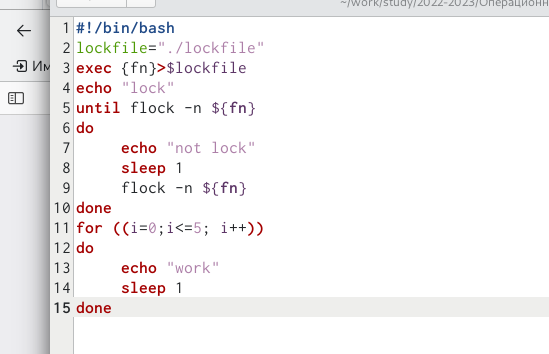 ~/work/study/2022-2023/Операционн
Им
1 #!/bin/bash
2 lockfile="./lockfile"
3 exec {fn}>$lockfile
4 echo "lock"
5 until flock -n ${fn}
6 do
7 echo "not lock"
8 sleep 1
9 flock -n ${fn}
10 done
11 for ((i=0;i<=5; i++))
12 do
13 echo "work"
14 sleep 1
15 done